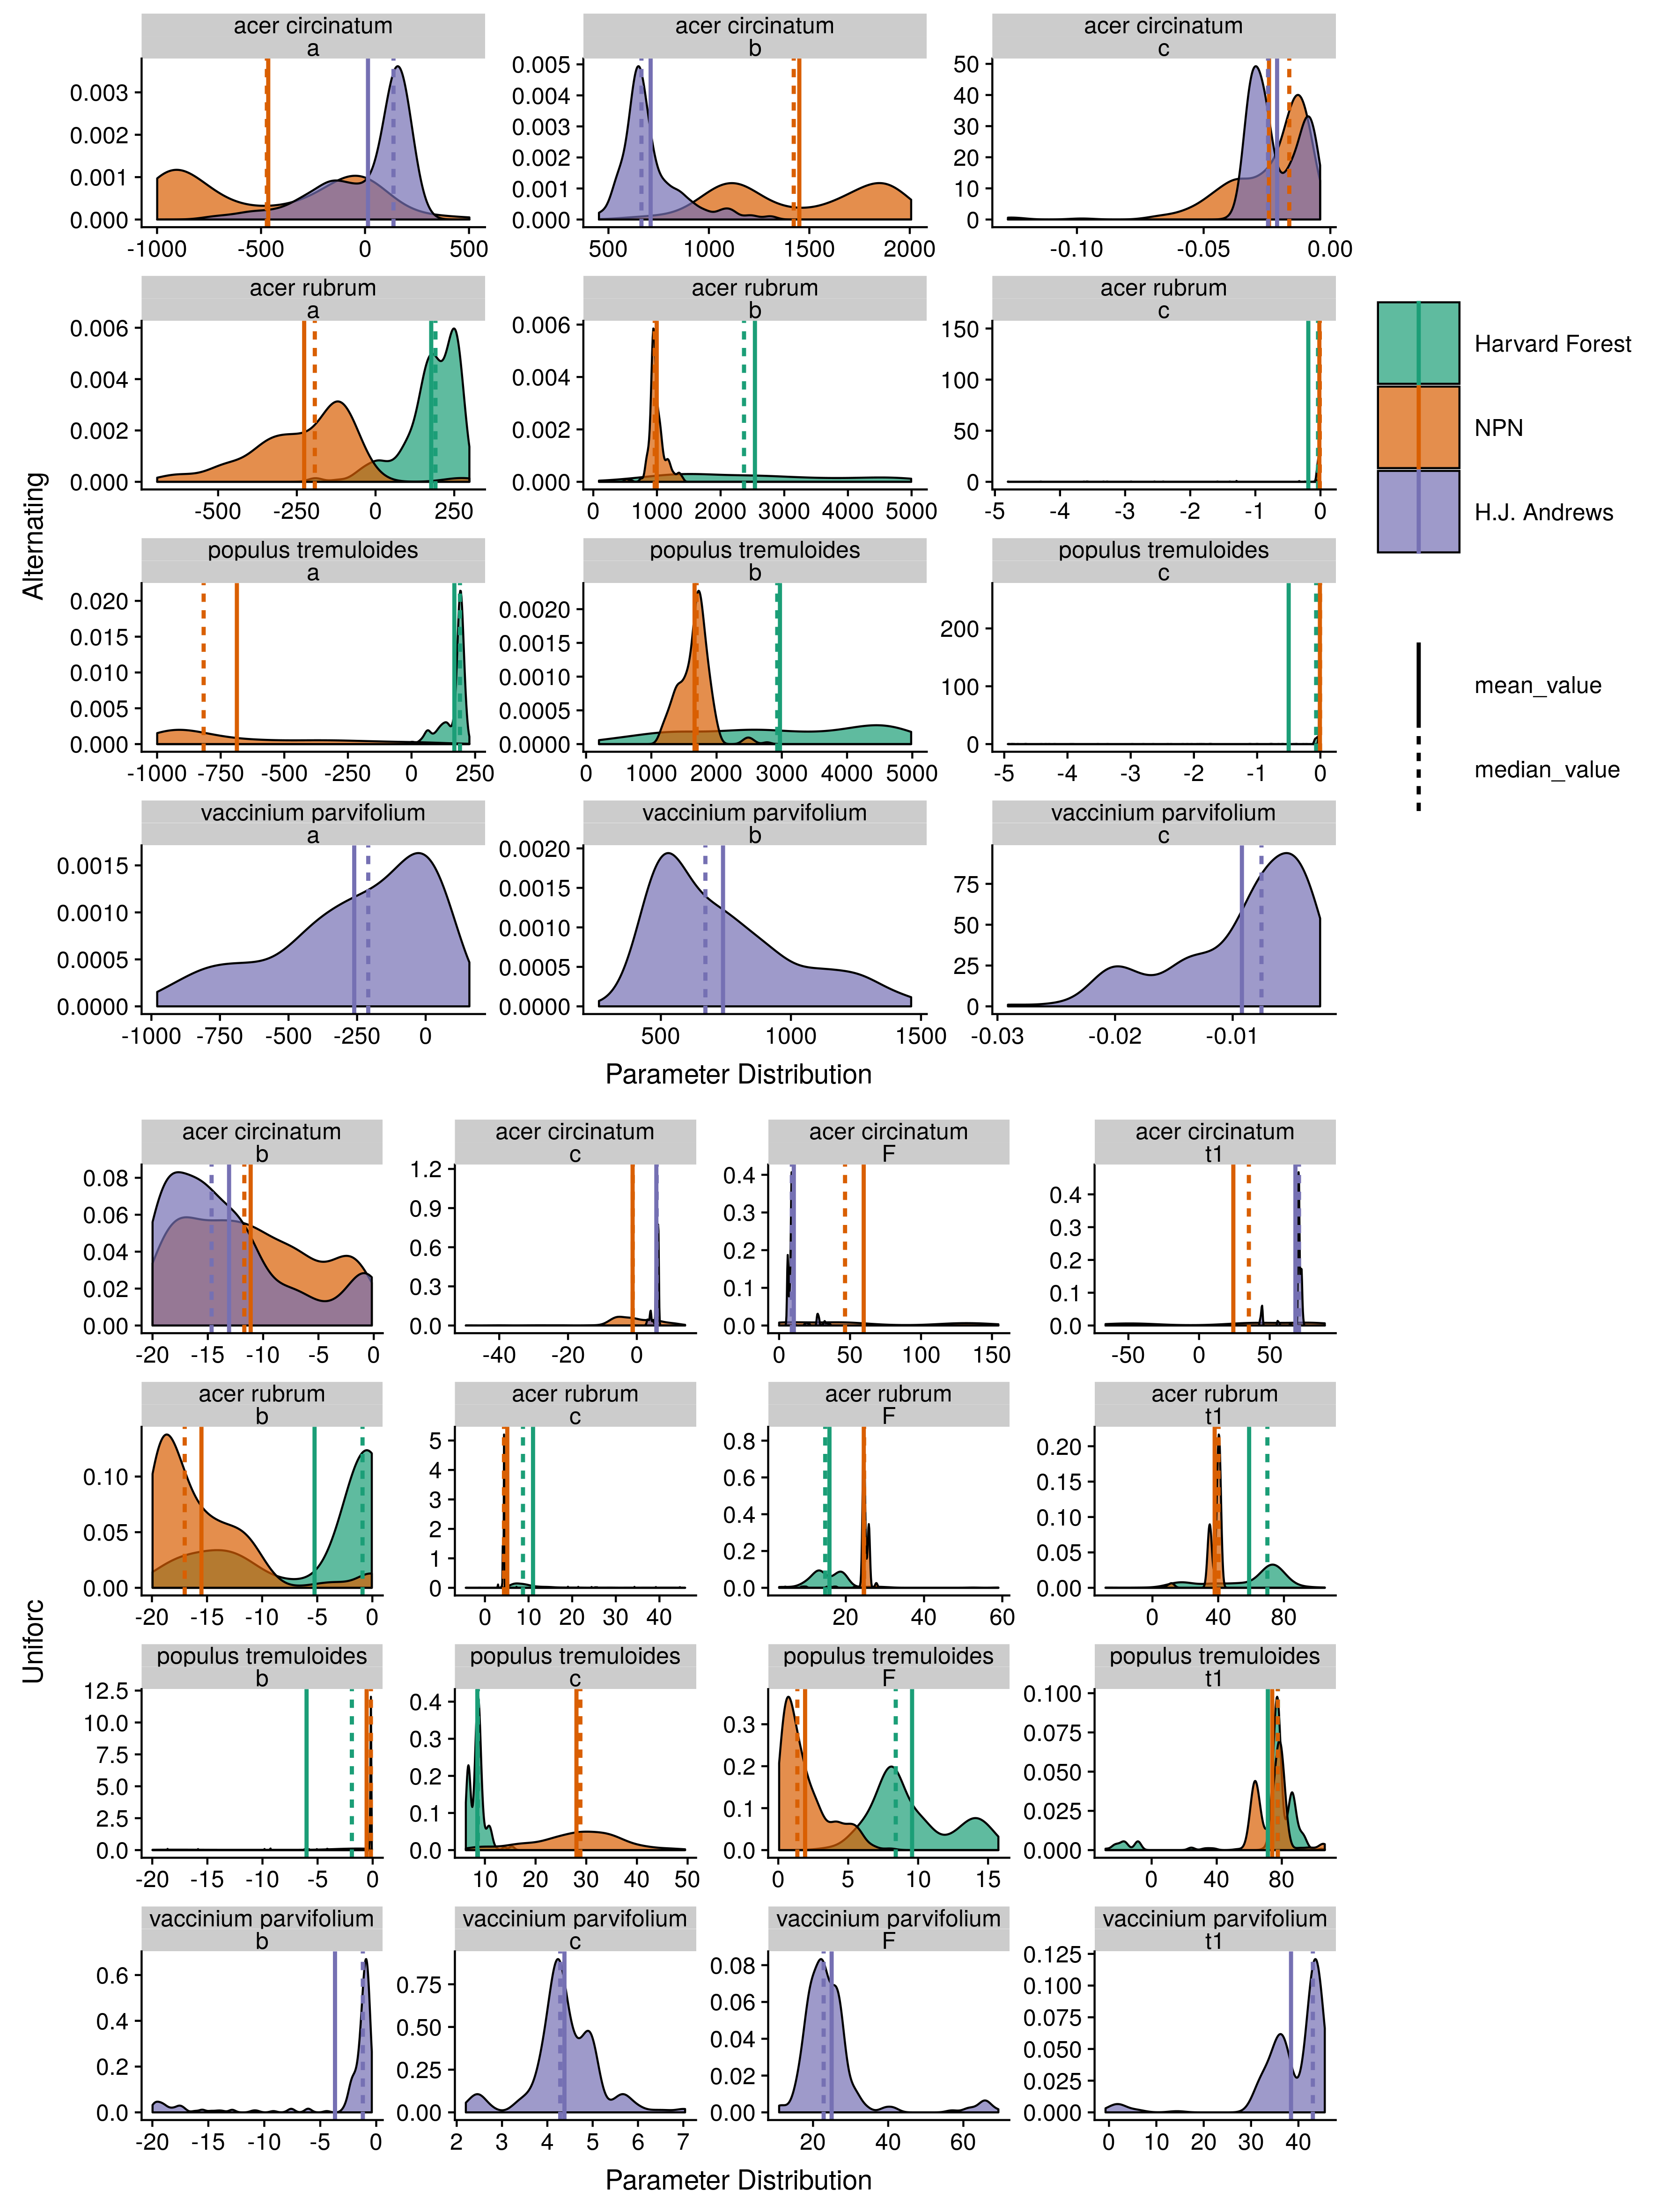 acer circinatum
a
acer circinatum
b
acer circinatum
c
0.003
0.002
0.001
0.000
-1000 -500 0 500
0.005
0.004
0.003
0.002
0.001
0.000
500 1000 1500 2000
50
40
30
20
10
0
-0.10 -0.05 0.00
acer rubrum
a
acer rubrum
b
acer rubrum
c
0.006
0.004
0.002
0.000
-500 -250 0 250
0.006
0.004
0.002
0.000
0 1000 2000 3000 4000 5000
150
100
50
0
-5 -4 -3 -2 -1 0
populus tremuloides
a
populus tremuloides
b
populus tremuloides
c
0.020
0.015
0.010
0.005
0.000
-1000 -750 -500 -250 0 250
0.0020
0.0015
0.0010
0.0005
0.0000
0 1000 2000 3000 4000 5000
200
100
0
-5 -4 -3 -2 -1 0
vaccinium parvifolium
a
vaccinium parvifolium
b
vaccinium parvifolium
c
0.0015
0.0010
0.0005
0.0000
-1000 -750 -500 -250 0
0.0020
0.0015
0.0010
0.0005
0.0000
500 1000 1500
75
50
25
0
-0.03 -0.02 -0.01
Alternating
Parameter Distribution
Harvard Forest
NPN
H.J. Andrews
mean_value
median_value
acer circinatum
b
acer circinatum
c
acer circinatum
F
acer circinatum
t1
0.08
0.06
0.04
0.02
0.00
-20 -15 -10 -5 0
1.2
0.9
0.6
0.3
0.0
-40 -20 0
0.4
0.3
0.2
0.1
0.0
0 50 100 150
0.4
0.3
0.2
0.1
0.0
-50 0 50
acer rubrum
b
acer rubrum
c
acer rubrum
F
acer rubrum
t1
0.10
0.05
0.00
-20 -15 -10 -5 0
5
4
3
2
1
0
0 10 20 30 40
0.8
0.6
0.4
0.2
0.0
20 40 60
0.20
0.15
0.10
0.05
0.00
0 40 80
populus tremuloides
b
populus tremuloides
c
populus tremuloides
F
populus tremuloides
t1
12.5
10.0
7.5
5.0
2.5
0.0
-20 -15 -10 -5 0
0.4
0.3
0.2
0.1
0.0
10 20 30 40 50
0.3
0.2
0.1
0.0
0 5 10 15
0.100
0.075
0.050
0.025
0.000
0 40 80
vaccinium parvifolium
b
vaccinium parvifolium
c
vaccinium parvifolium
F
vaccinium parvifolium
t1
0.6
0.4
0.2
0.0
-20 -15 -10 -5 0
0.75
0.50
0.25
0.00
2 3 4 5 6 7
0.08
0.06
0.04
0.02
0.00
20 40 60
0.125
0.100
0.075
0.050
0.025
0.000
0 10 20 30 40
Uniforc
Parameter Distribution